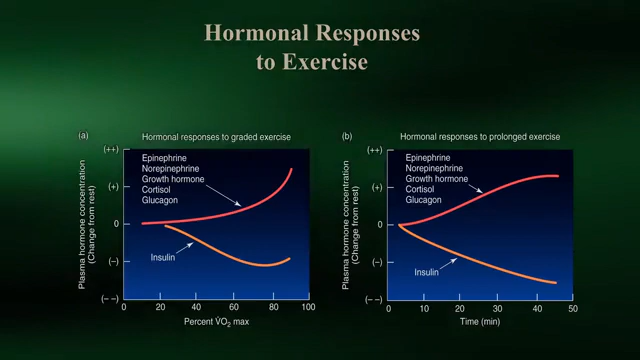 Hormonal Responses
to Exercise
(a)
Hormonal responses to graded exercise
Plasma hormone concentration
(Change from rest)
(++)
(+)
0
(–)
(– –)
Epinephrine
Norepinephrine
Growth hormone
Cortisol
Glucagon
Insulin
0 20 40 60 80 100
Percent V̇O₂ max
(b)
Hormonal responses to prolonged exercise
Plasma hormone concentration
(Change from rest)
(++)
(+)
0
(–)
(– –)
Epinephrine
Norepinephrine
Growth hormone
Cortisol
Glucagon
Insulin
0 10 20 30 40 50
Time (min)